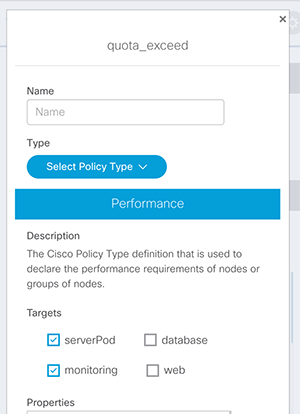 quota_exceed
Name
Name
Type
Select Policy Type
Performance
Description
The Cisco Policy Type definition that is used to
declare the performance requirements of nodes or
groups of nodes.
Targets
serverPod database
monitoring web
Properties